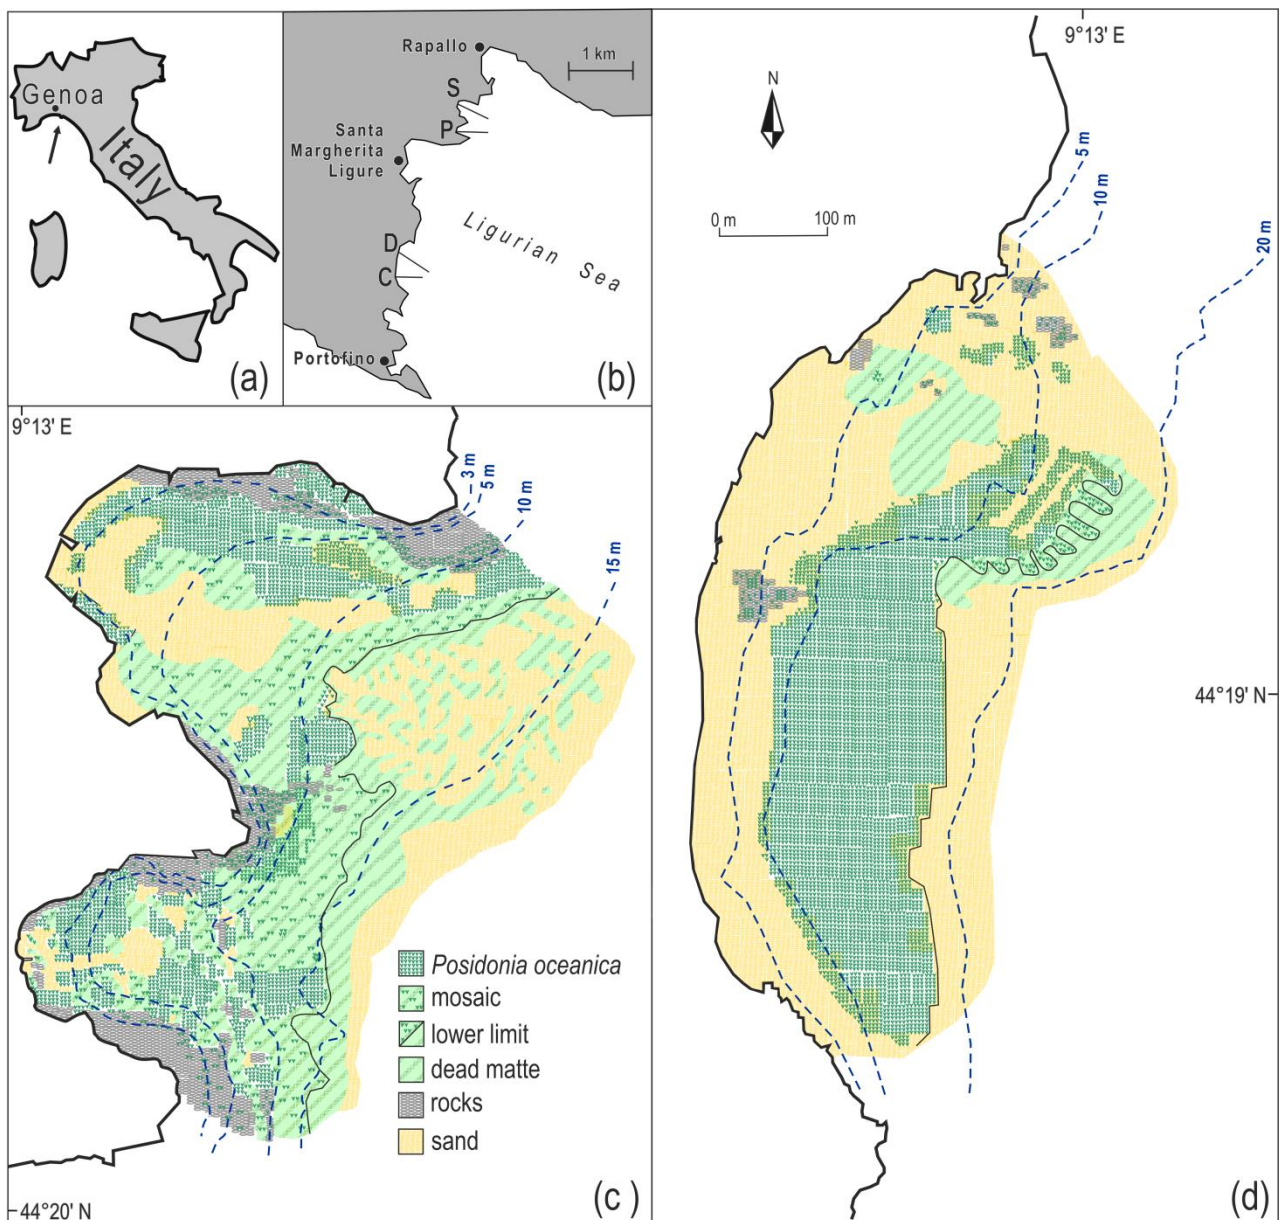 Genoa
Italy
(a)
Rapallo
1 km
S
P
Santa
Margherita
Ligure
Ligurian Sea
D
C
Portofino
(b)
9°13' E
3 m
5 m
10 m
15 m
Posidonia oceanica
mosaic
lower limit
dead matte
rocks
sand
44°20' N
(c)
9°13' E
N
5 m
10 m
20 m
0 m
100 m
44°19' N
(d)